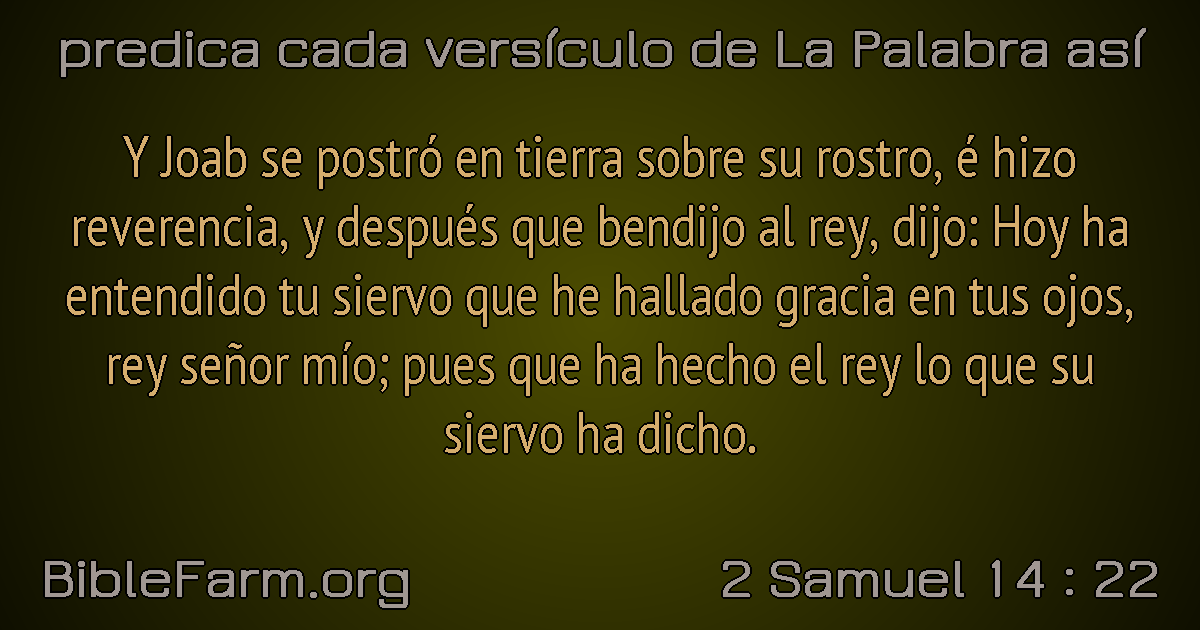 predica cada versículo de La Palabra así
Y Joab se postró en tierra sobre su rostro, é hizo
reverencia, y después que bendijo al rey, dijo: Hoy ha
entendido tu siervo que he hallado gracia en tus ojos,
rey señor mío; pues que ha hecho el rey lo que su
siervo ha dicho.
BibleFarm.org
2 Samuel 14 : 22